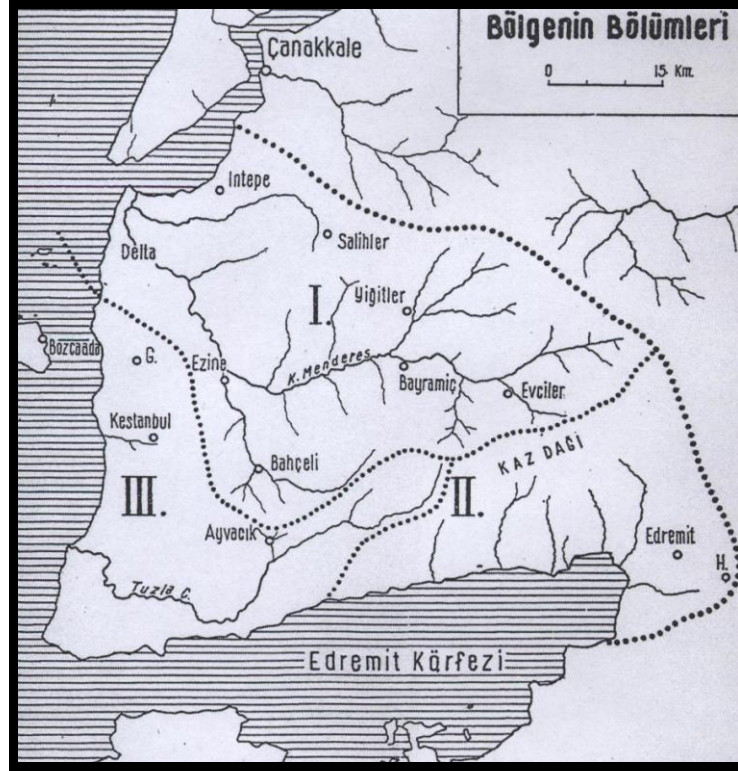 Bölgenin Bölümleri
0 15 Km.
Çanakkale
Intepe
Salihler
Delta
Yiğitler
I.
Bozcaada
G.
Ezine
K. Menderes
Bayramiç
Evciler
Kestanbul
Bahçeli
KAZ DAĞI
III.
II.
Ayvacık
Edremit
H.
Tuzla Ç.
Edremit Körfezi